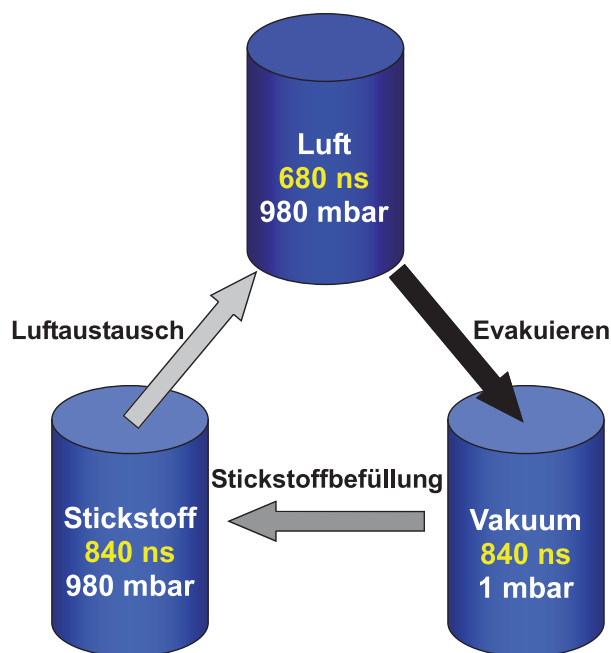 Luft
680 ns
980 mbar
Luftaustausch
Evakuieren
Stickstoffbefüllung
Stickstoff
840 ns
980 mbar
Vakuum
840 ns
1 mbar